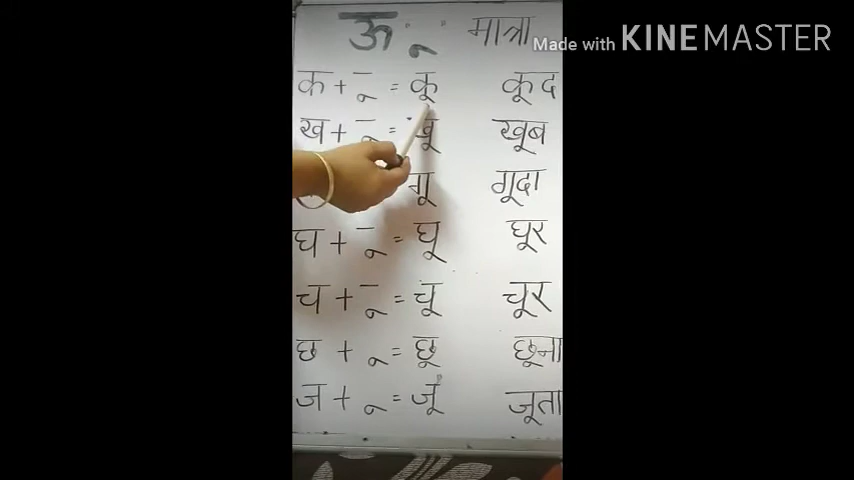 ऊ ू मात्रा
Made with KINEMASTER
क + ू = कू कूद
ख + ू = खू खूब
गू गूदा
घ + ू = घू घूर
च + ू = चू चूर
छ + ू = छू छूना
ज + ू = जू जूता